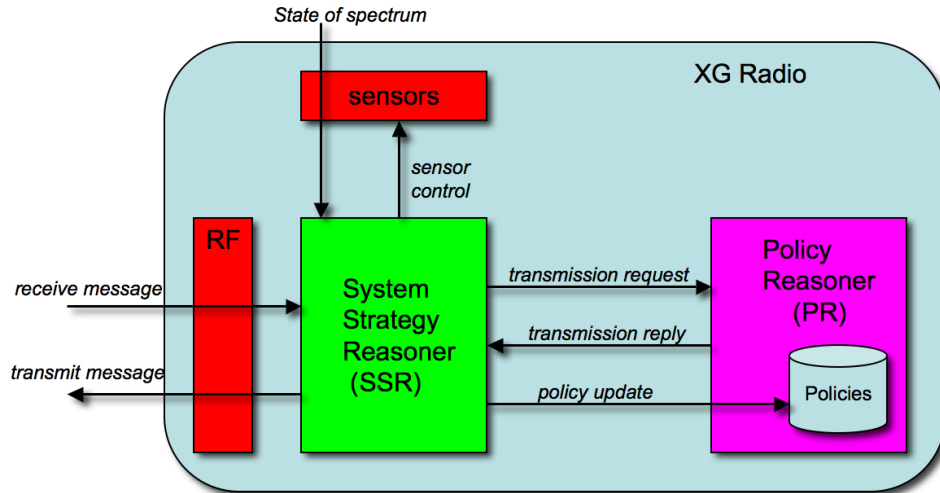 State of spectrum
XG Radio
sensors
sensor
control
RF
System
Strategy
Reasoner
(SSR)
Policy
Reasoner
(PR)
receive message
transmit message
transmission request
transmission reply
policy update
Policies